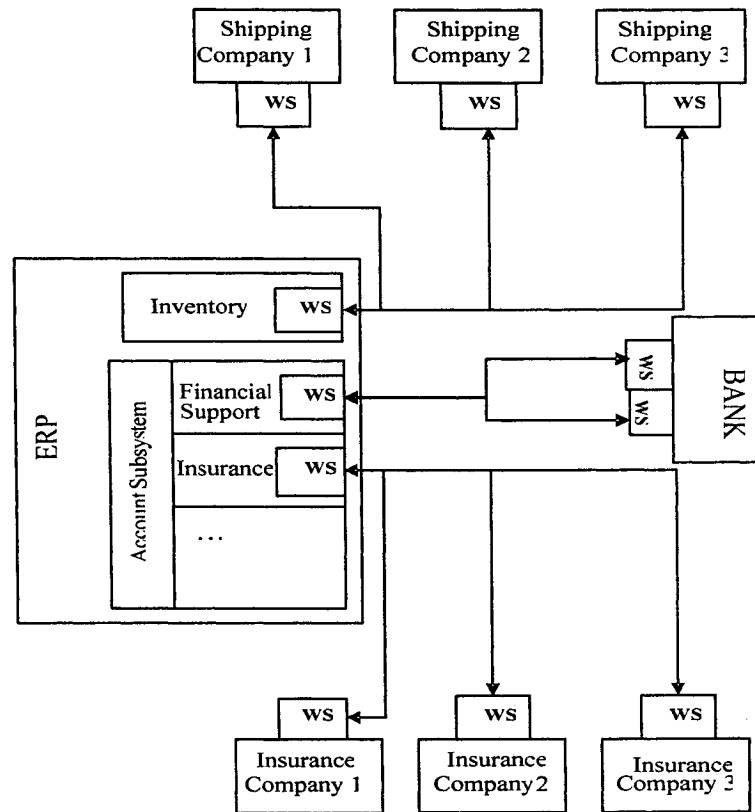 Shipping
Company 1
WS
Shipping
Company 2
WS
Shipping
Company 3
WS
ERP
Inventory
WS
Account Subsystem
Financial
Support
WS
Insurance
WS
...
WS
WS
BANK
WS
Insurance
Company 1
WS
Insurance
Company 2
WS
Insurance
Company 3